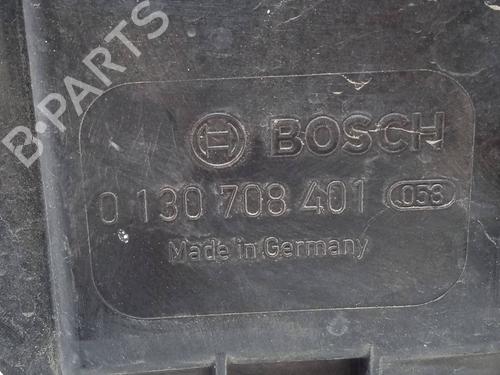 B-PARTS
BOSCH
0 130 708 401 053
Made in Germany